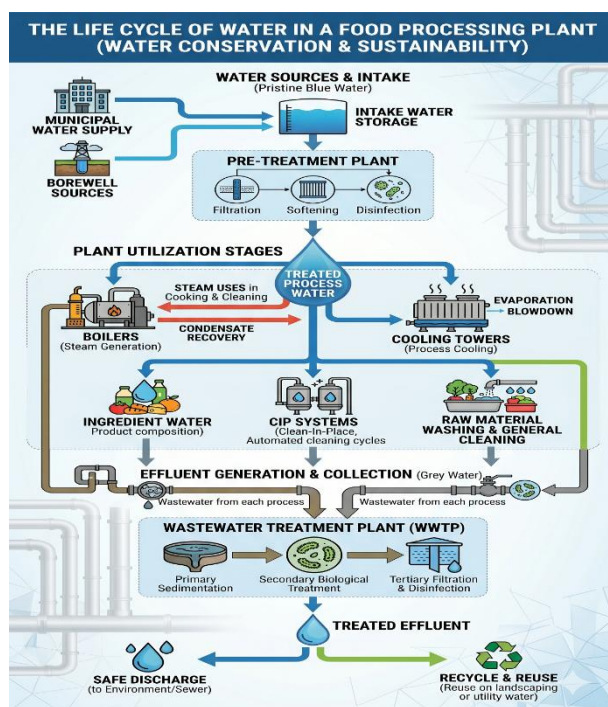 THE LIFE CYCLE OF WATER IN A FOOD PROCESSING PLANT
(WATER CONSERVATION & SUSTAINABILITY)
WATER SOURCES & INTAKE
(Pristine Blue Water)
MUNICIPAL
WATER SUPPLY
INTAKE WATER
STORAGE
BOREWELL
SOURCES
PRE-TREATMENT PLANT
Filtration
Softening
Disinfection
PLANT UTILIZATION STAGES
TREATED
PROCESS
WATER
STEAM USES in
Cooking & Cleaning
CONDENSATE
RECOVERY
BOILERS
(Steam Generation)
EVAPORATION
BLOWDOWN
COOLING TOWERS
(Process Cooling)
INGREDIENT WATER
Product composition)
CIP SYSTEMS
(Clean-In-Place,
Automated cleaning cycles)
RAW MATERIAL
WASHING & GENERAL
CLEANING
EFFLUENT GENERATION & COLLECTION (Grey Water)
Wastewater from each process
Wastewater from each process
WASTEWATER TREATMENT PLANT (WWTP)
Primary
Sedimentation
Secondary Biological
Treatment
Tertiary Filtration
& Disinfection
TREATED EFFLUENT
SAFE DISCHARGE
(to Environment/Sewer)
RECYCLE & REUSE
(Reuse on landscaping
or utility water)